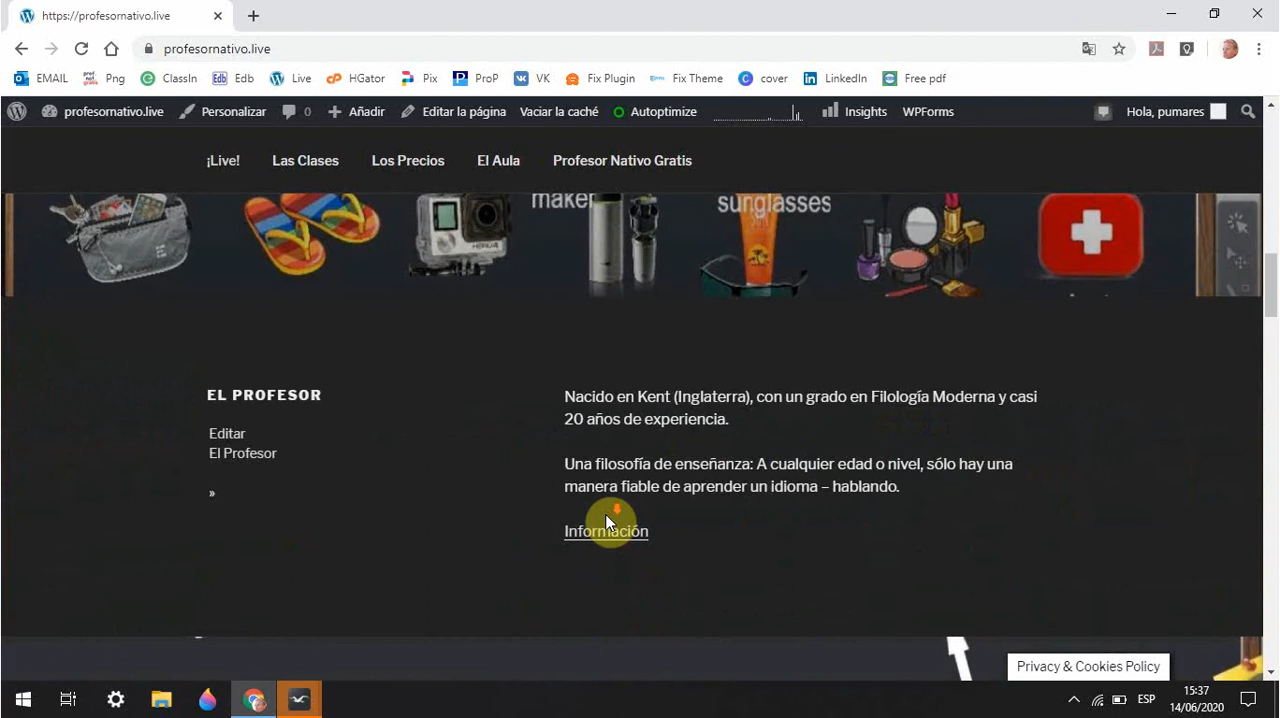 https://profesornativo.live
profesornativo.live
EMAIL Png ClassIn Edb Live HGator Pix ProP VK Fix Plugin Fix Theme cover LinkedIn Free pdf
profesornativo.live Personalizar 0 Añadir Editar la página Vaciar la caché Autoptimize Insights WPForms Hola, pumares
¡Live! Las Clases Los Precios El Aula Profesor Nativo Gratis
maker sunglasses
EL PROFESOR
Editar
El Profesor
»
Nacido en Kent (Inglaterra), con un grado en Filología Moderna y casi
20 años de experiencia.
Una filosofía de enseñanza: A cualquier edad o nivel, sólo hay una
manera fiable de aprender un idioma – hablando.
Información
Privacy & Cookies Policy
ESP
15:37
14/06/2020